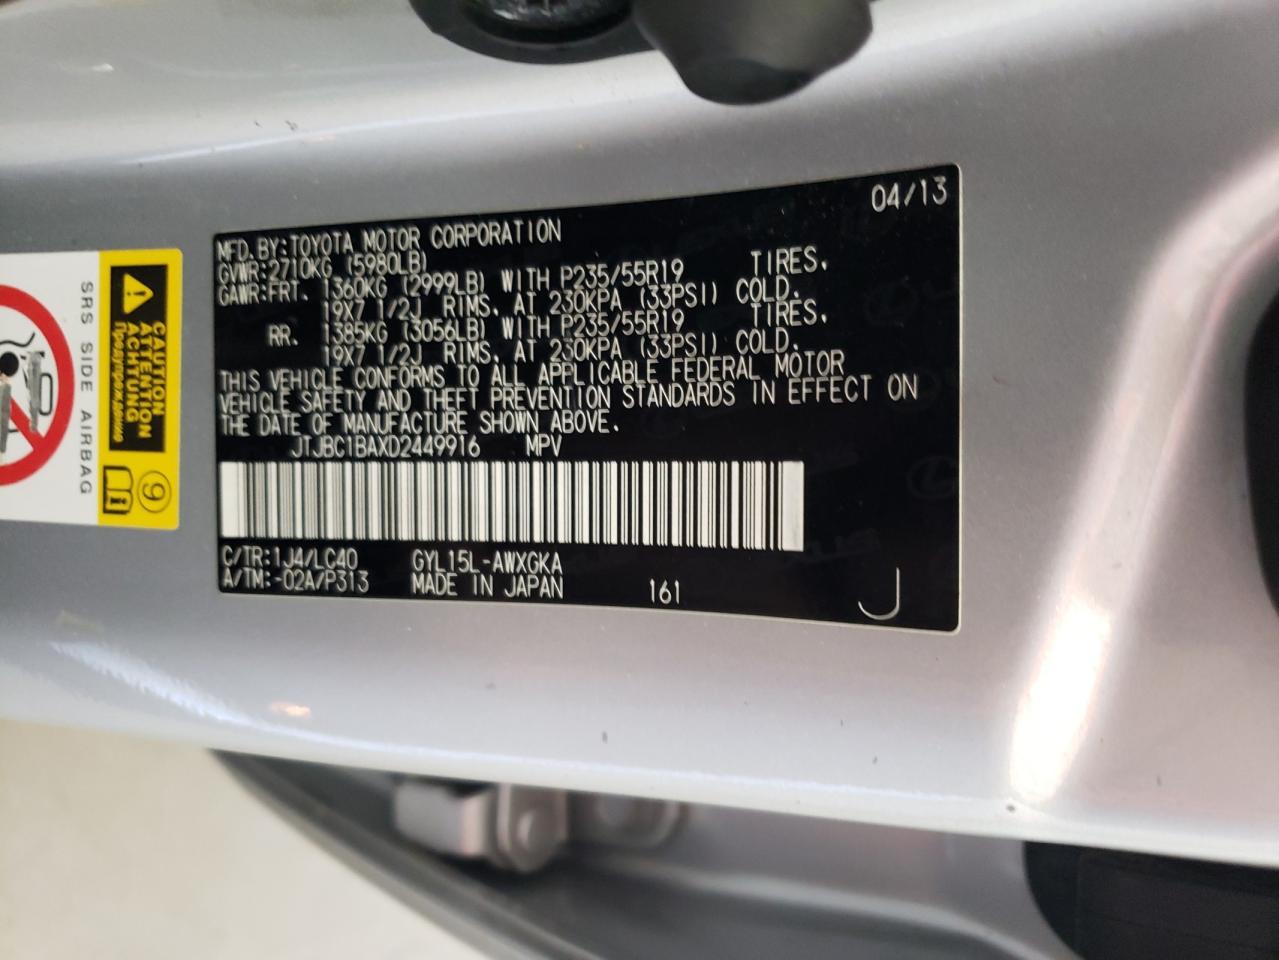 04/13
MFD.BY:TOYOTA MOTOR CORPORATION
GVWR:2710KG (5980LB)
GAWR:FRT. 1360KG (2999LB) WITH P235/55R19 TIRES.
19X7 1/2J RIMS. AT 230KPA (33PSI) COLD.
RR. 1385KG (3056LB) WITH P235/55R19 TIRES.
19X7 1/2J RIMS. AT 230KPA (33PSI) COLD.
THIS VEHICLE CONFORMS TO ALL APPLICABLE FEDERAL MOTOR
VEHICLE SAFETY AND THEFT PREVENTION STANDARDS IN EFFECT ON
THE DATE OF MANUFACTURE SHOWN ABOVE.
JTJBC1BAXD2449916 MPV
C/TR:1J4/LC40 GYL15L-AWXGKA
A/TM:-02A/P313 MADE IN JAPAN 161
J
CAUTION
ATTENTION
ACHTUNG
Предупреждение
9
SRS SIDE AIRBAG